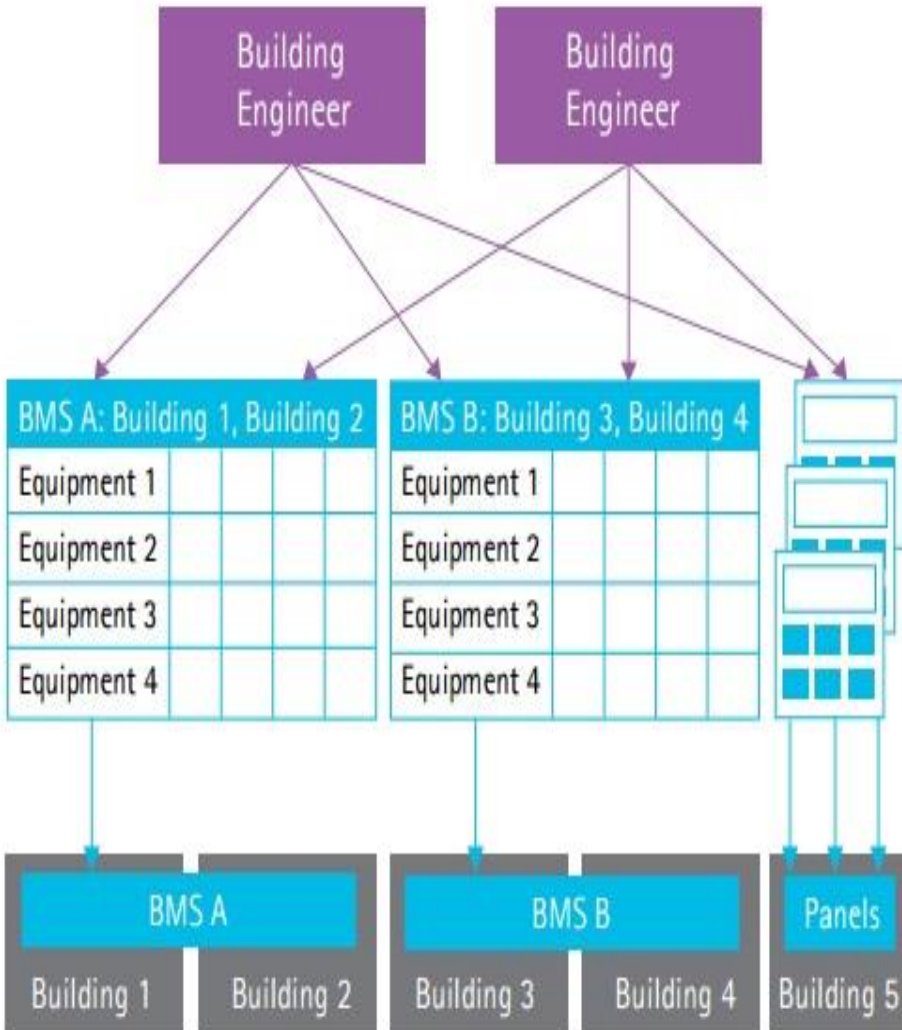 Building
Engineer
Building
Engineer
BMS A: Building 1, Building 2
Equipment 1
Equipment 2
Equipment 3
Equipment 4
BMS B: Building 3, Building 4
Equipment 1
Equipment 2
Equipment 3
Equipment 4
BMS A
Building 1
Building 2
BMS B
Building 3
Building 4
Panels
Building 5